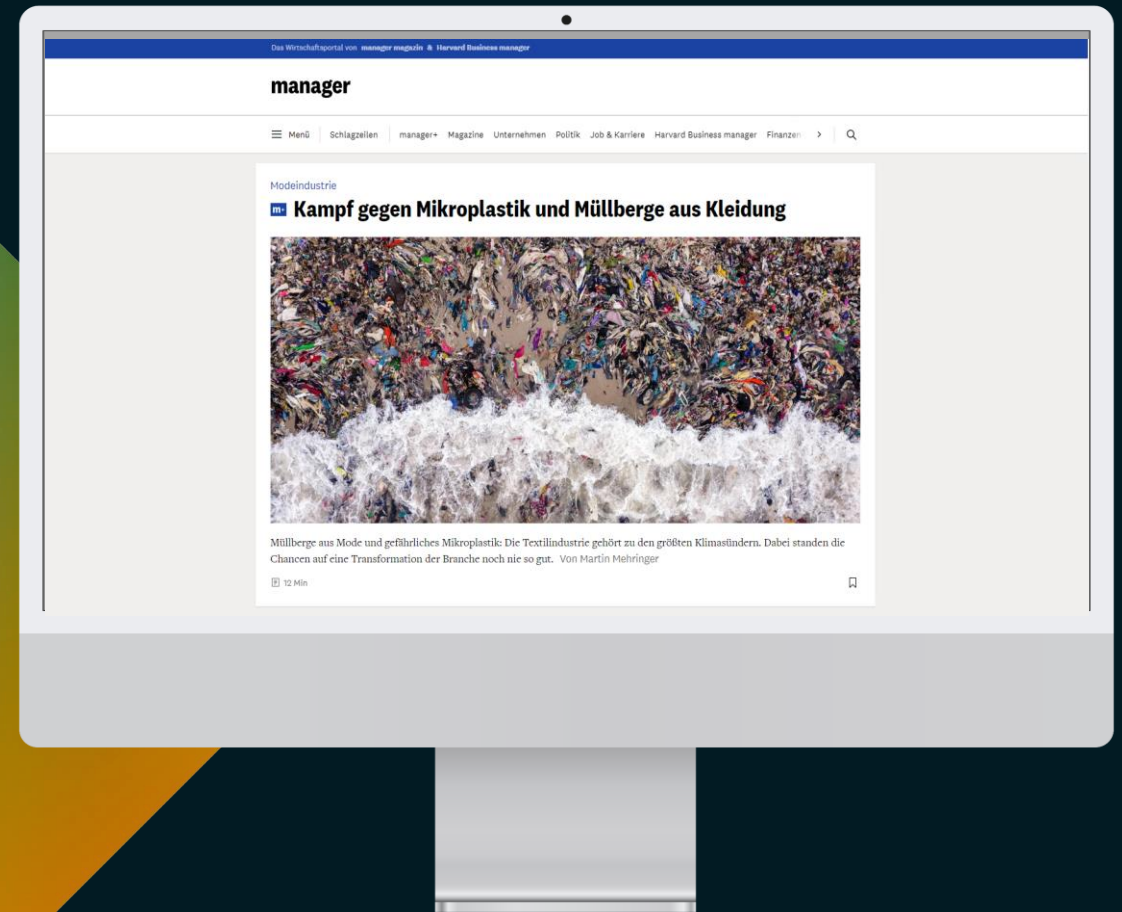 Das Wirtschaftsportal von manager magazin & Harvard Business manager
manager
Menü Schlagzeilen manager+ Magazine Unternehmen Politik Job & Karriere Harvard Business manager Finanzen
Modeindustrie
m+ Kampf gegen Mikroplastik und Müllberge aus Kleidung
Müllberge aus Mode und gefährliches Mikroplastik: Die Textilindustrie gehört zu den größten Klimasündern. Dabei standen die
Chancen auf eine Transformation der Branche noch nie so gut. Von Martin Mehringer
12 Min